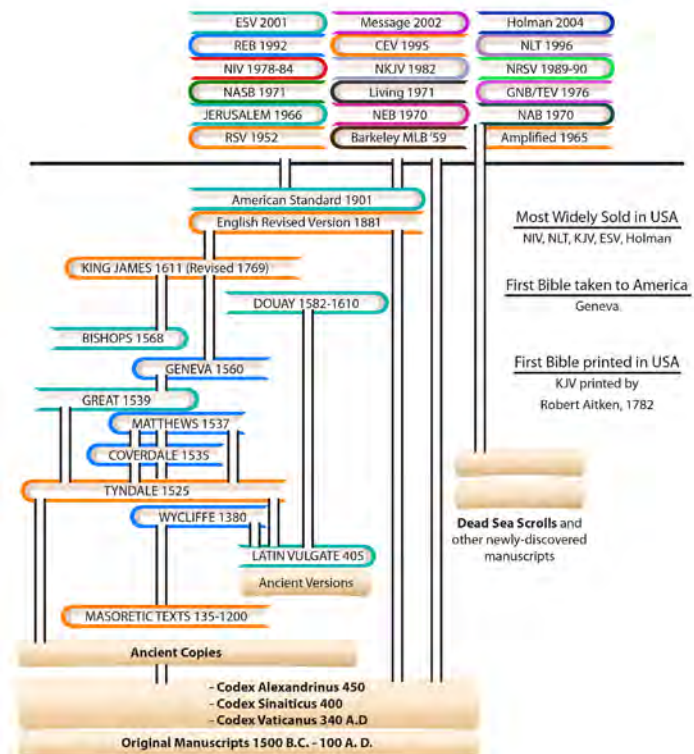 ESV 2001
Message 2002
Holman 2004
REB 1992
CEV 1995
NLT 1996
NIV 1978-84
NKJV 1982
NRSV 1989-90
NASB 1971
Living 1971
GNB/TEV 1976
JERUSALEM 1966
NEB 1970
NAB 1970
RSV 1952
Barkeley MLB '59
Amplified 1965
American Standard 1901
English Revised Version 1881
Most Widely Sold in USA
NIV, NLT, KJV, ESV, Holman
KING JAMES 1611 (Revised 1769)
DOUAY 1582-1610
First Bible taken to America
Geneva
BISHOPS 1568
GENEVA 1560
First Bible printed in USA
KJV printed by
Robert Aitken, 1782
GREAT 1539
MATTHEWS 1537
COVERDALE 1535
TYNDALE 1525
WYCLIFFE 1380
Dead Sea Scrolls and
other newly-discovered
manuscripts
LATIN VULGATE 405
Ancient Versions
MASORETIC TEXTS 135-1200
Ancient Copies
- Codex Alexandrinus 450
- Codex Sinaiticus 400
- Codex Vaticanus 340 A.D
Original Manuscripts 1500 B.C. - 100 A. D.